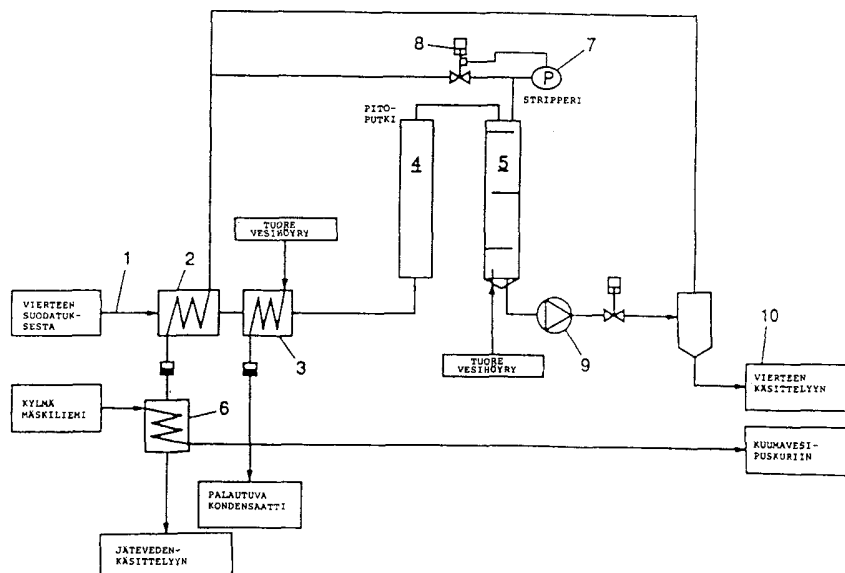 8
7
P
STRIPPERI
PITO-
PUTKI
4
5
TUORE
VESIHÖYRY
1
2
VIERTEEN
SUODATUK-
SESTA
3
9
10
TUORE
VESIHÖYRY
VIERTEEN
KÄSITTELYYN
KYLMÄ
MÄSKILIEMI
6
KUUMAVESI-
PUSKURIIN
PALAUTUVA
KONDENSAATTI
JÄTEVEDEN-
KÄSITTELYYN